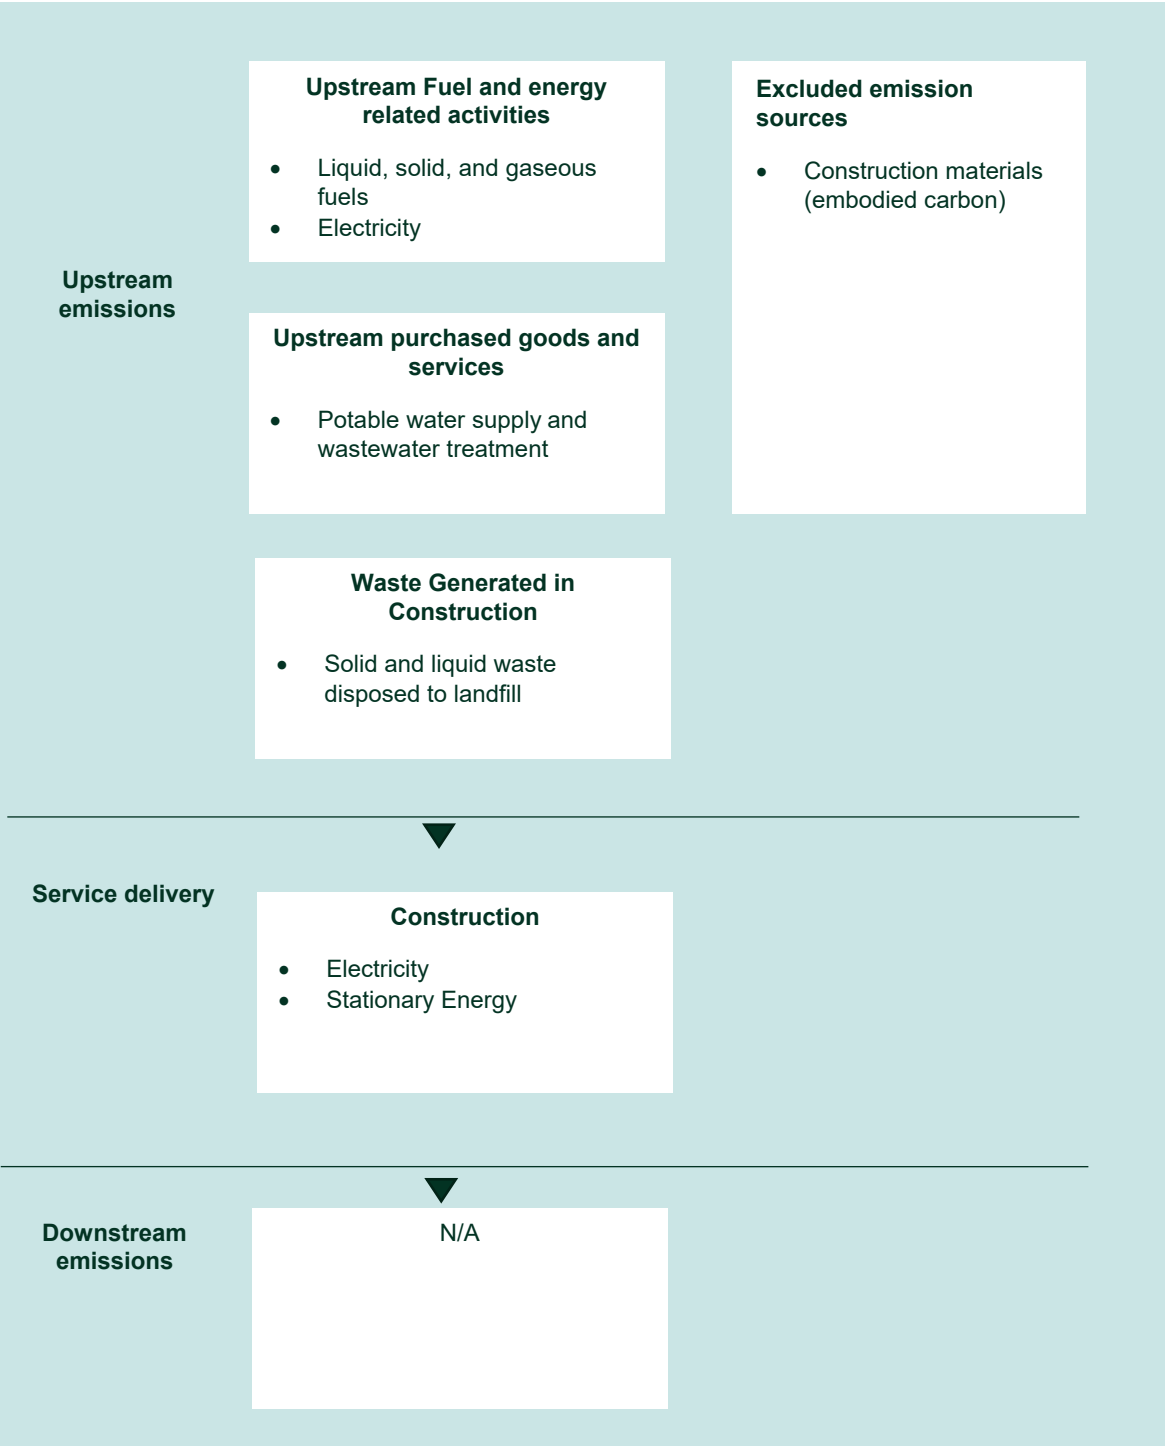 Upstream Fuel and energy
related activities
• Liquid, solid, and gaseous
fuels
• Electricity
Excluded emission
sources
• Construction materials
(embodied carbon)
Upstream
emissions
Upstream purchased goods and
services
• Potable water supply and
wastewater treatment
Waste Generated in
Construction
• Solid and liquid waste
disposed to landfill
Service delivery
Construction
• Electricity
• Stationary Energy
Downstream
emissions
N/A